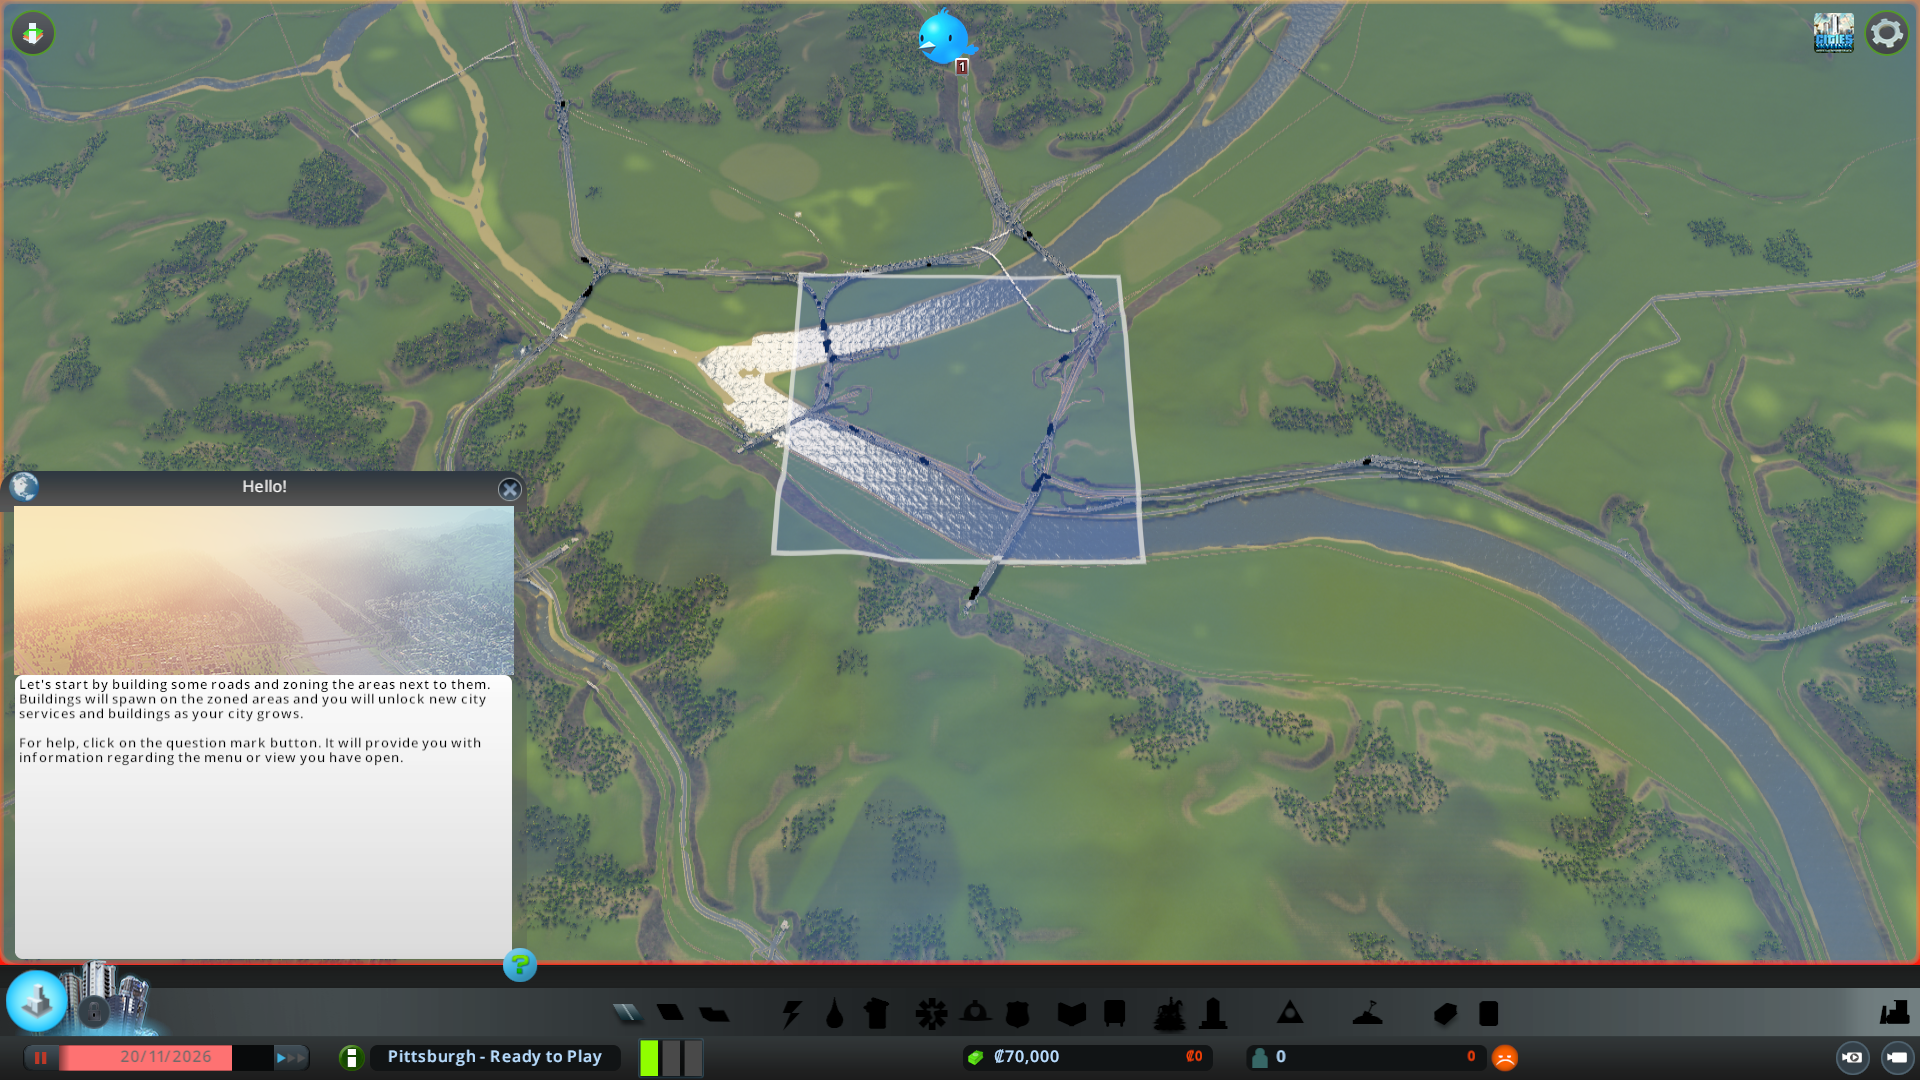 1
CITIES
Hello!
Let's start by building some roads and zoning the areas next to them.
Buildings will spawn on the zoned areas and you will unlock new city
services and buildings as your city grows.
For help, click on the question mark button. It will provide you with
information regarding the menu or view you have open.
?
20/11/2026
Pittsburgh - Ready to Play
₡70,000
₡0
0
0